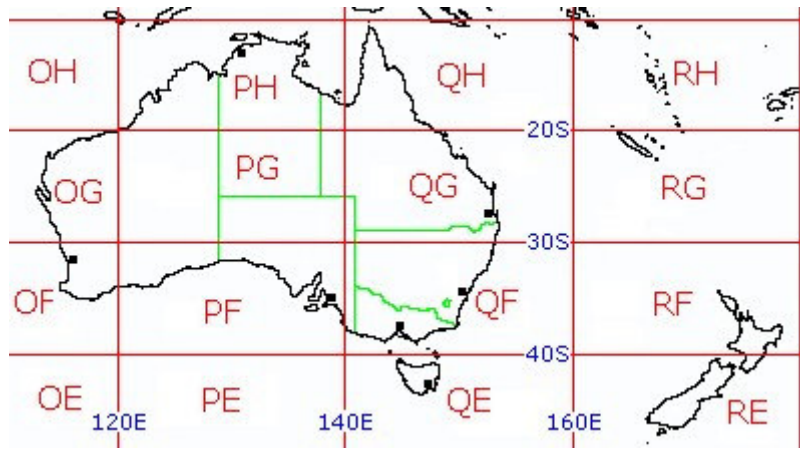 OH PH QH RH
20S
OG PG QG RG
30S
OF PF QF RF
40S
OE PE QE RE
120E 140E 160E